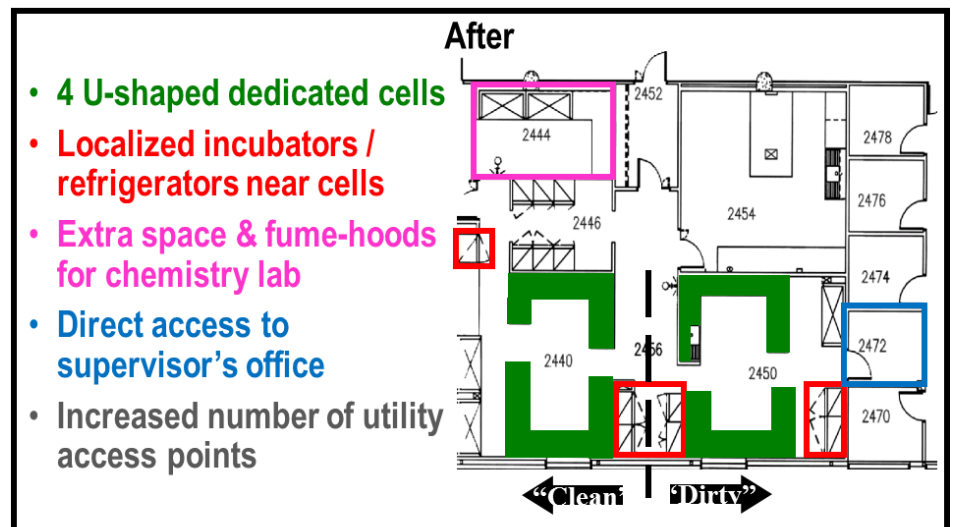 After
• 4 U-shaped dedicated cells
• Localized incubators /
refrigerators near cells
• Extra space & fume-hoods
for chemistry lab
• Direct access to
supervisor’s office
• Increased number of utility
access points
2452
2444
2478
2476
2454
2446
2474
2440
2456
2450
2472
2470
“Clean”
“Dirty”